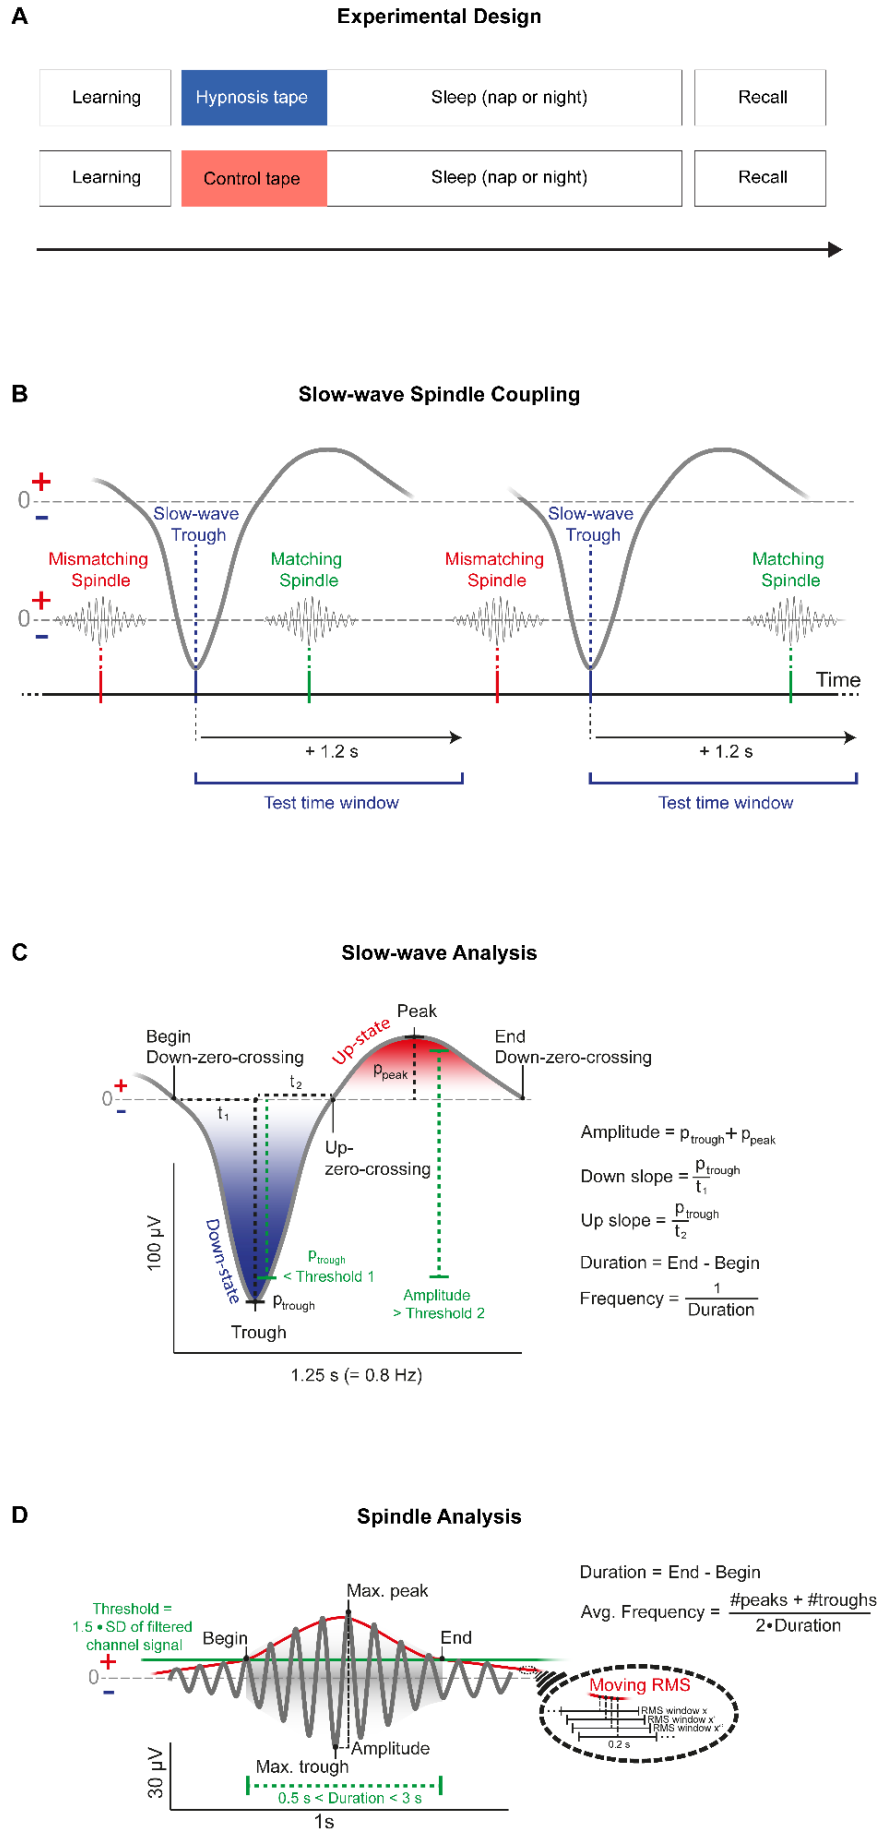 A
Experimental Design
Learning
Hypnosis tape
Sleep (nap or night)
Recall
Learning
Control tape
Sleep (nap or night)
Recall
B
Slow-wave Spindle Coupling
+
0
-
Slow-wave
Trough
Slow-wave
Trough
Mismatching
Spindle
Matching
Spindle
Mismatching
Spindle
Matching
Spindle
+
0
-
Time
+ 1.2 s
+ 1.2 s
Test time window
Test time window
C
Slow-wave Analysis
Peak
Begin
Down-zero-crossing
Up-state
End
Down-zero-crossing
+
0
-
t1
t2
ppeak
Up-
zero-crossing
100 µV
Down-state
ptrough
< Threshold 1
ptrough
Trough
Amplitude
> Threshold 2
1.25 s (= 0.8 Hz)
Amplitude = ptrough + ppeak
Down slope = ptrough / t1
Up slope = ptrough / t2
Duration = End - Begin
Frequency = 1 / Duration
D
Spindle Analysis
Duration = End - Begin
Avg. Frequency = #peaks + #troughs / 2•Duration
Max. peak
Threshold =
1.5 • SD of filtered
channel signal
Begin
End
+
0
-
Moving RMS
RMS window x
RMS window x'
RMS window x''
0.2 s
Amplitude
Max. trough
30 µV
0.5 s < Duration < 3 s
1s